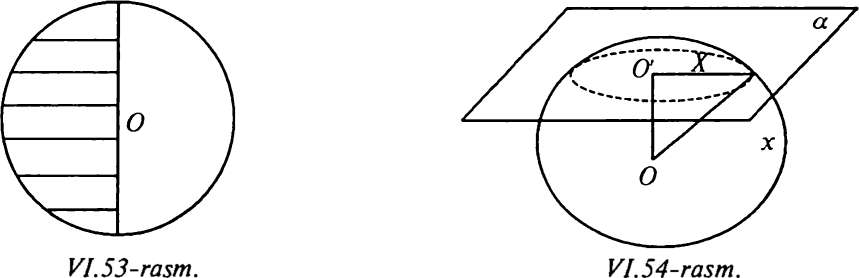 O
VI.53-rasm.
α
O'
X
x
O
VI.54-rasm.